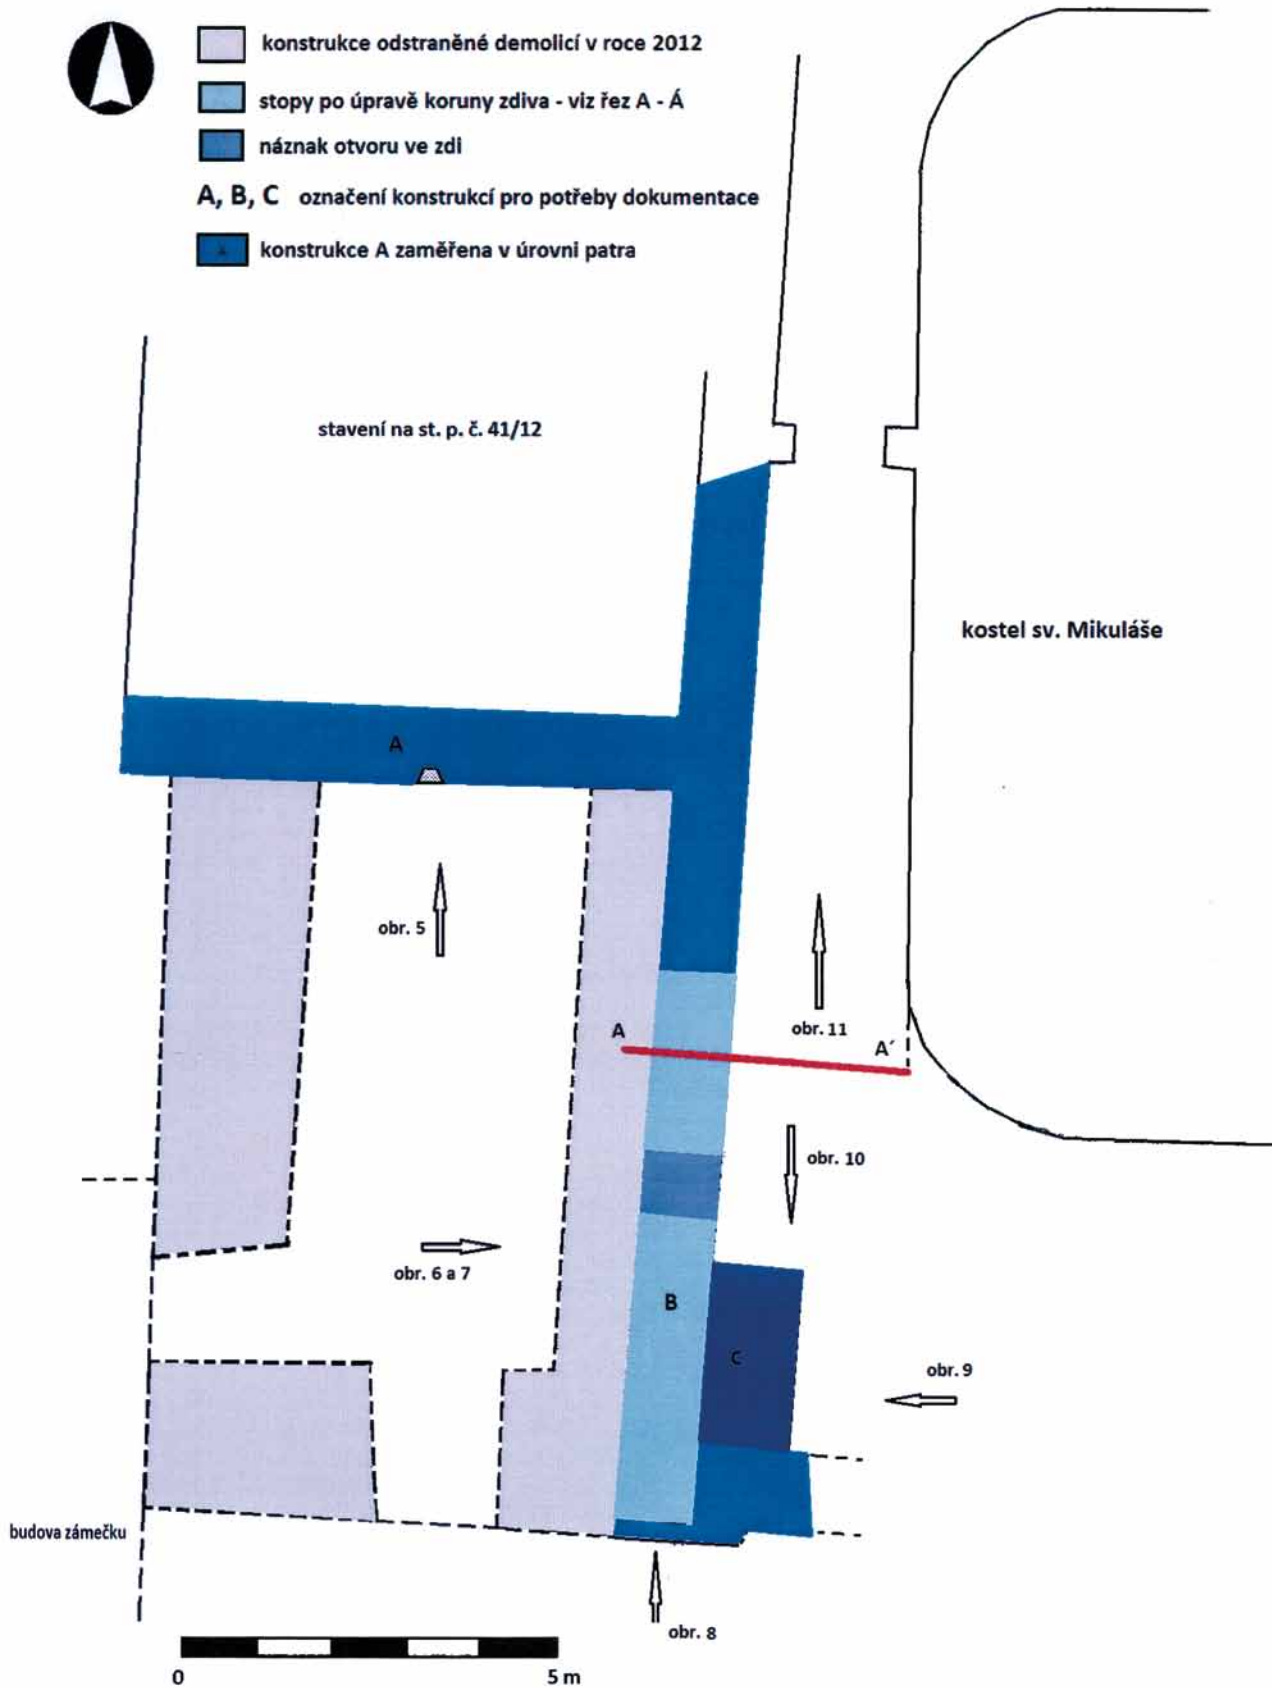 konstrukce odstraněné demolicí v roce 2012
stopy po úpravě koruny zdiva - viz řez A - Á
náznak otvoru ve zdi
A, B, C označení konstrukcí pro potřeby dokumentace
A konstrukce A zaměřena v úrovni patra
stavení na st. p. č. 41/12
kostel sv. Mikuláše
A
obr. 5
obr. 11
A
A´
obr. 10
obr. 6 a 7
B
C
obr. 9
budova zámečku
obr. 8
0 5 m